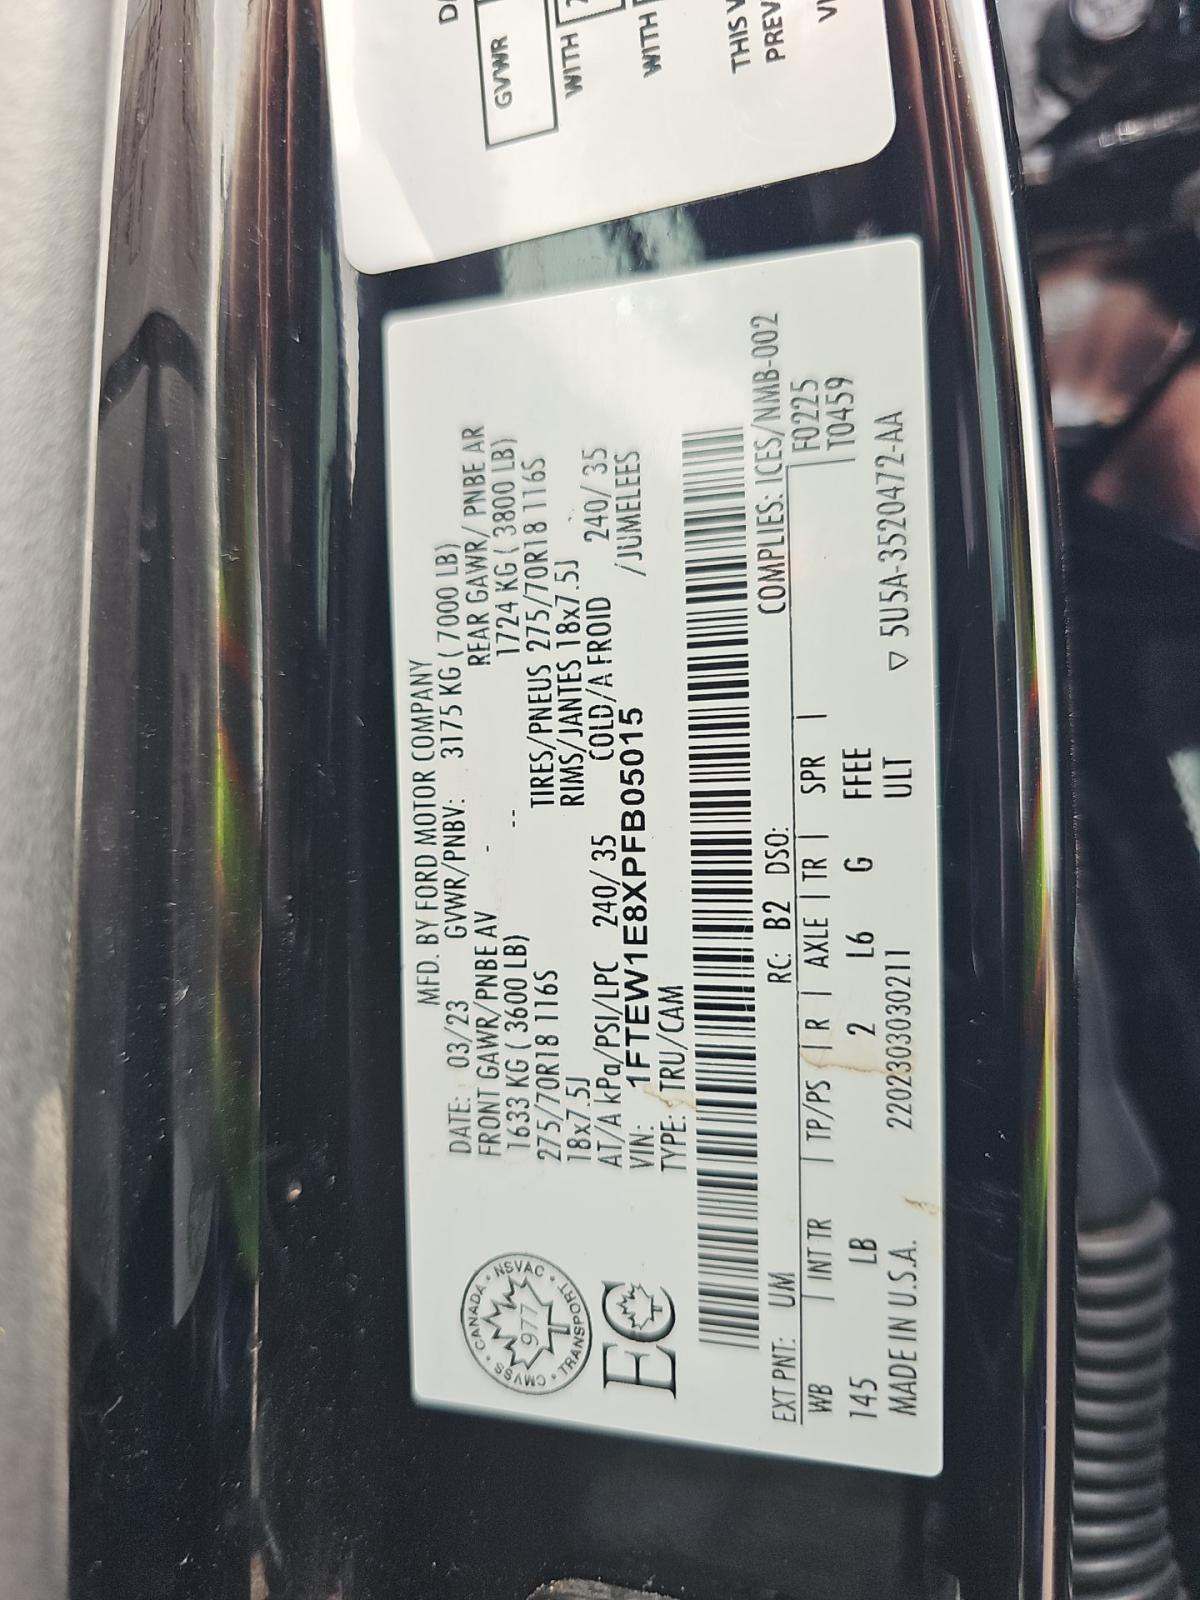 MFD. BY FORD MOTOR COMPANY
DATE: 03/23 GVWR/PNBV: 3175 KG ( 7000 LB)
FRONT GAWR/PNBE AV REAR GAWR/ PNBE AR
1633 KG ( 3600 LB) - -- 1724 KG ( 3800 LB)
275/70R18 116S TIRES/PNEUS 275/70R18 116S
18x7.5J RIMS/JANTES 18x7.5J
AT/A kPa/PSI/LPC 240/ 35 COLD/A FROID 240/ 35
VIN: 1FTEW1E8XPFB05015 /JUMELEES
TYPE: TRU/CAM
CANADA • NSVAC • TRANSPORT • CMVSS
977
EC
COMPLIES: ICES/NMB-002
EXT PNT: UM RC: B2 DSO: F0225
WB INT TR TP/PS R AXLE TR SPR T0459
145 LB 2 L6 G FFEE
MADE IN U.S.A. 2202303030211 ULT ▽ 5U5A-3520472-AA
GVWR
WITH
WITH
THIS
PREV